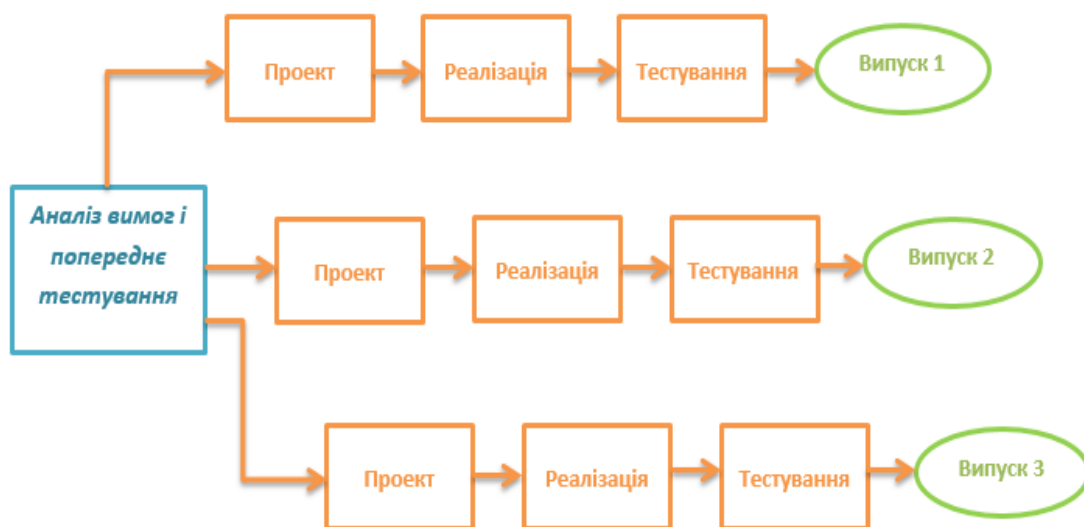 Проект
Реалізація
Тестування
Випуск 1
Аналіз вимог і
попереднє
тестування
Проект
Реалізація
Тестування
Випуск 2
Проект
Реалізація
Тестування
Випуск 3